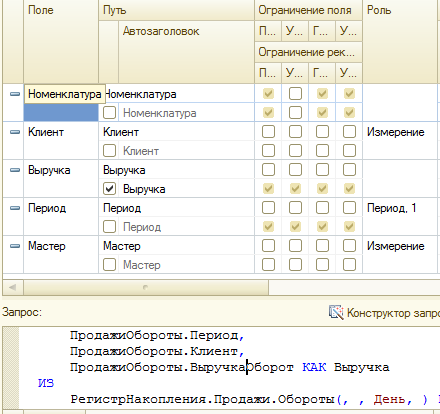 Поле Путь Ограничение поля Роль
Автозаголовок П... У... Г... У...
Ограничение рек...
П... У... Г... У...
Номенклатура Номенклатура
Номенклатура
Клиент Клиент Измерение
Клиент
Выручка Выручка
Выручка
Период Период Период, 1
Период
Мастер Мастер Измерение
Мастер
Запрос: Конструктор запро
ПродажиОбороты.Период,
ПродажиОбороты.Клиент,
ПродажиОбороты.ВыручкаОборот КАК Выручка
ИЗ
РегистрНакопления.Продажи.Обороты(, , День, )